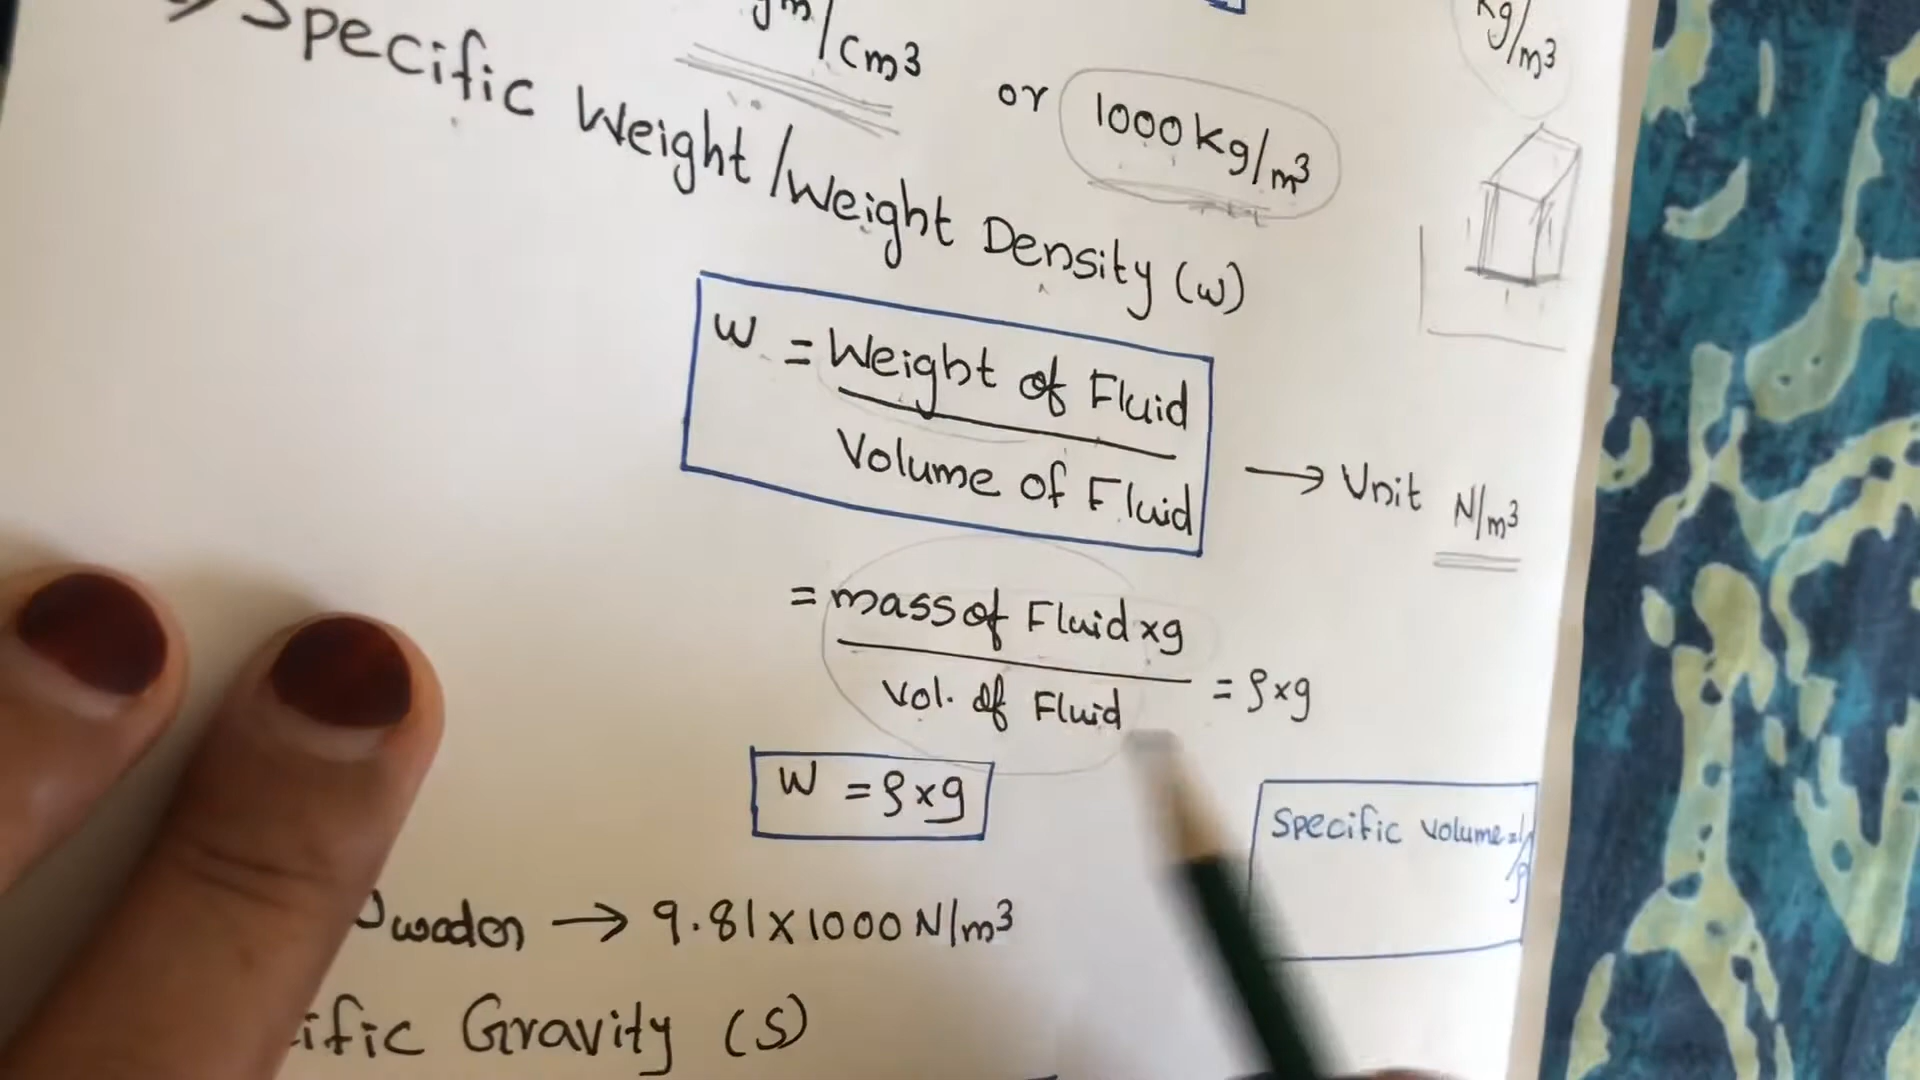 gm/cm3 or 1000 kg/m3
kg/m3
Specific Weight/Weight Density (w)
w = Weight of Fluid
Volume of Fluid
→ Unit N/m3
= mass of Fluid x g
Vol. of Fluid
= ρ x g
W = ρ x g
Specific Volume = 1/ρ
→ 9.81 X 1000 N/m3
ific Gravity (S)